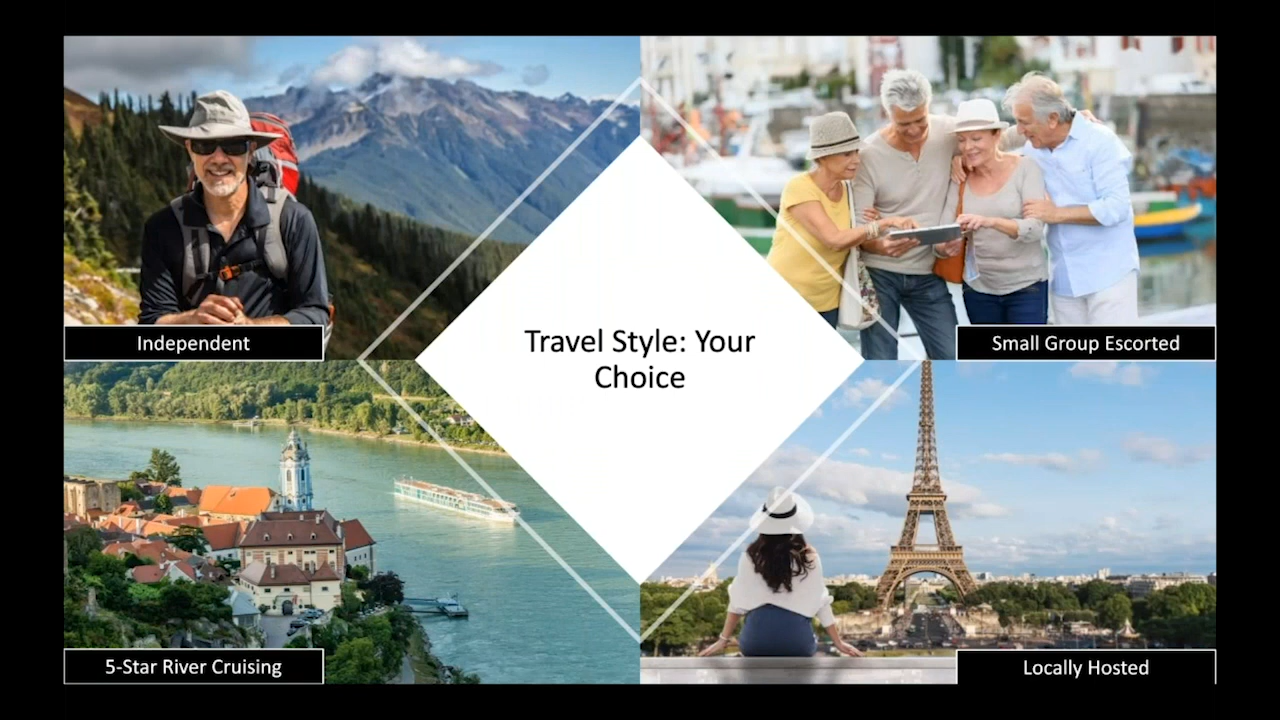 Independent
Small Group Escorted
Travel Style: Your
Choice
5-Star River Cruising
Locally Hosted